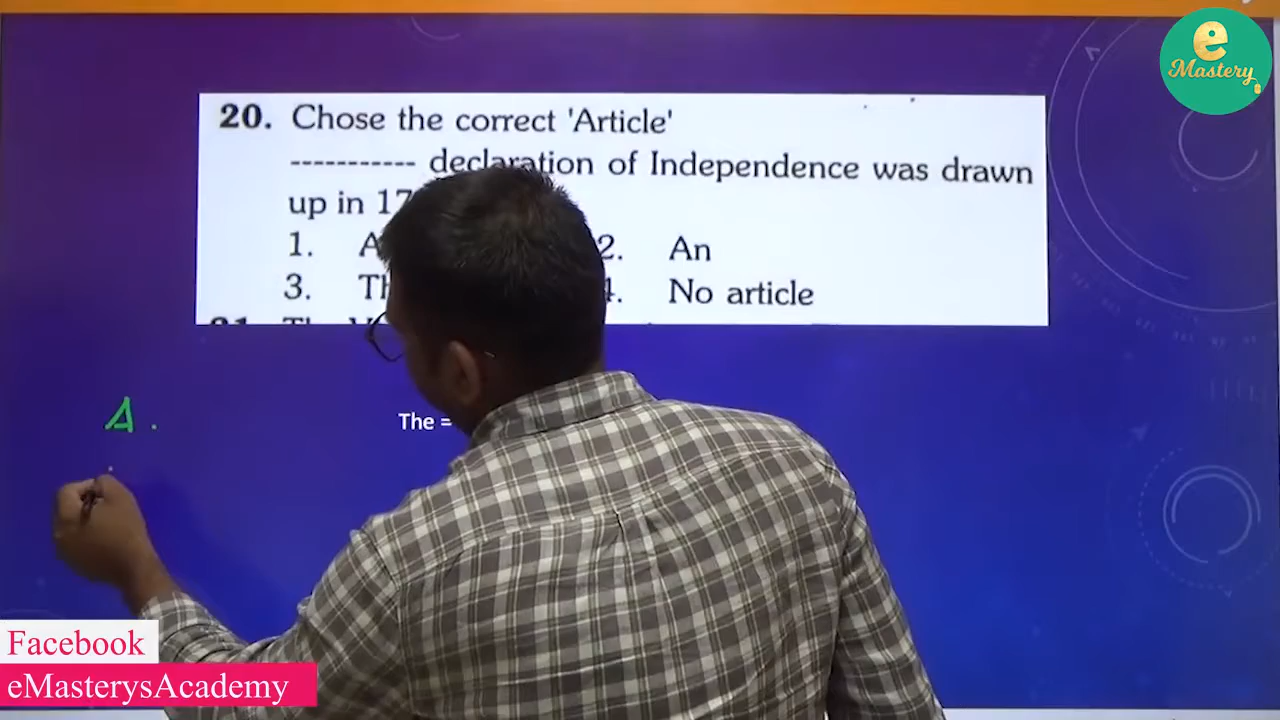 e
Mastery
20. Chose the correct 'Article'
----------- declaration of Independence was drawn
up in 17
1. A 2. An
3. Th 4. No article
A.
The =
Facebook
eMasterysAcademy